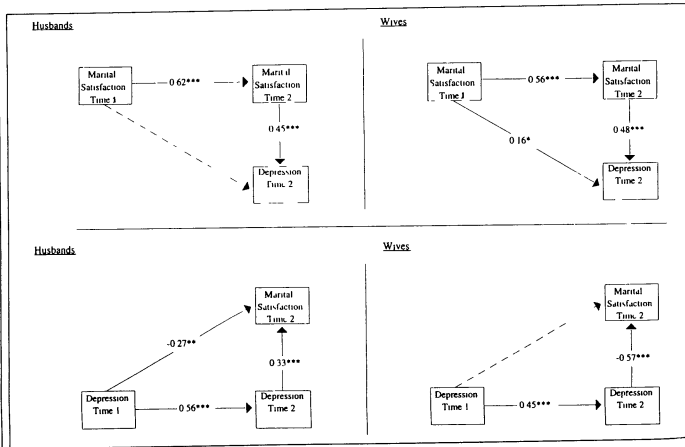 Husbands
Wives
Marital
Satisfaction
Time 1
0 62***
Marital
Satisfaction
Time 2
0 45***
Depression
Time 2
Marital
Satisfaction
Time 1
0 56***
Marital
Satisfaction
Time 2
0 16*
0 48***
Depression
Time 2
Husbands
Wives
Marital
Satisfaction
Time 2
-0 27**
0 33***
Depression
Time 1
0 56***
Depression
Time 2
Marital
Satisfaction
Time 2
-0 57***
Depression
Time 1
0 45***
Depression
Time 2